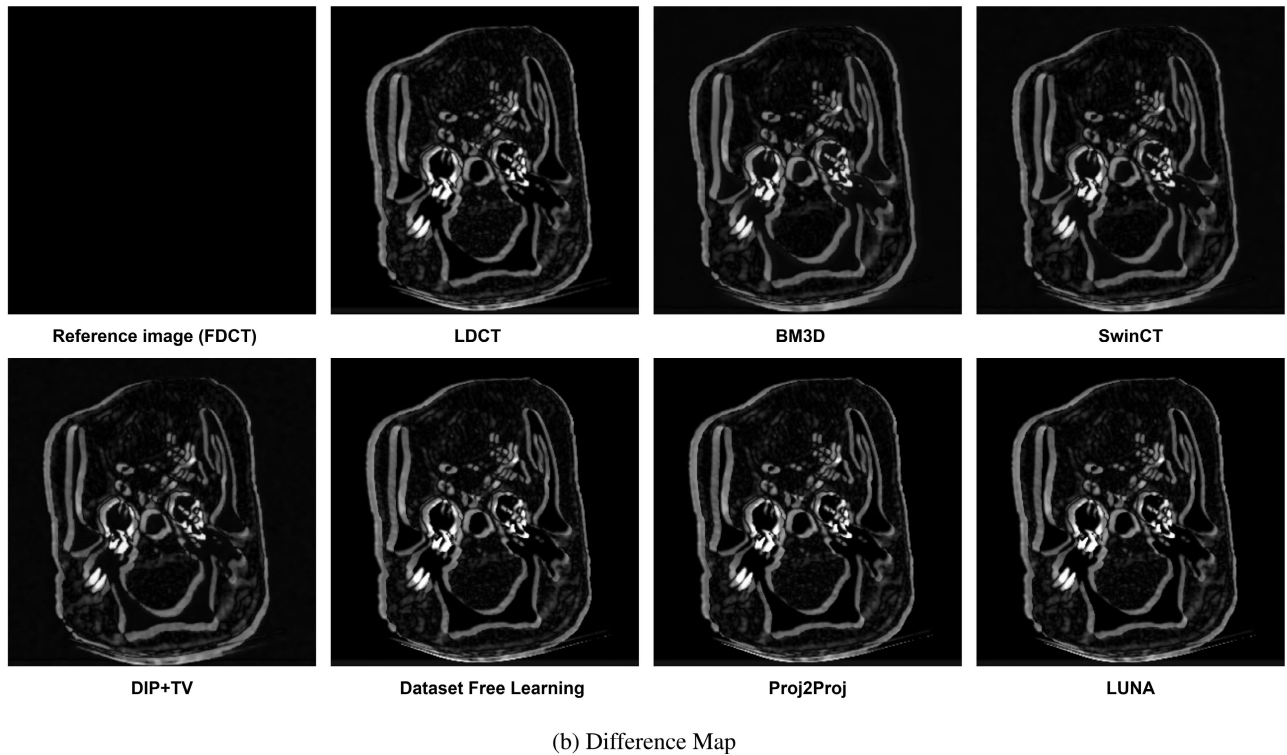 Reference image (FDCT)
LDCT
BM3D
SwinCT
DIP+TV
Dataset Free Learning
Proj2Proj
LUNA
(b) Difference Map